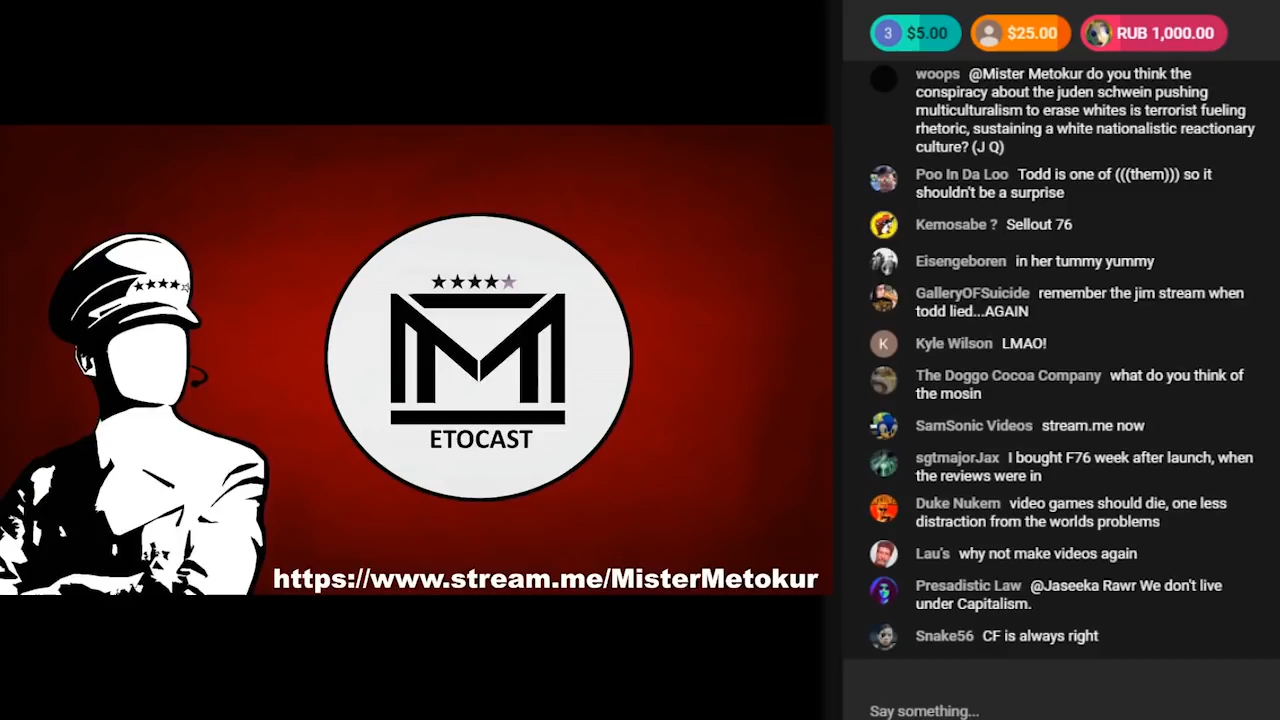 3 $5.00 $25.00 RUB 1,000.00
woops @Mister Metokur do you think the
conspiracy about the juden schwein pushing
multiculturalism to erase whites is terrorist fueling
rhetoric, sustaining a white nationalistic reactionary
culture? (J Q)
Poo In Da Loo Todd is one of (((them))) so it
shouldn't be a surprise
Kemosabe ? Sellout 76
Eisengeboren in her tummy yummy
GalleryOFSuicide remember the jim stream when
todd lied...AGAIN
K Kyle Wilson LMAO!
The Doggo Cocoa Company what do you think of
the mosin
SamSonic Videos stream.me now
sgtmajorJax I bought F76 week after launch, when
the reviews were in
Duke Nukem video games should die, one less
distraction from the worlds problems
Lau's why not make videos again
Presadistic Law @Jaseeka Rawr We don't live
under Capitalism.
Snake56 CF is always right
Say something...
M
ETOCAST
https://www.stream.me/MisterMetokur